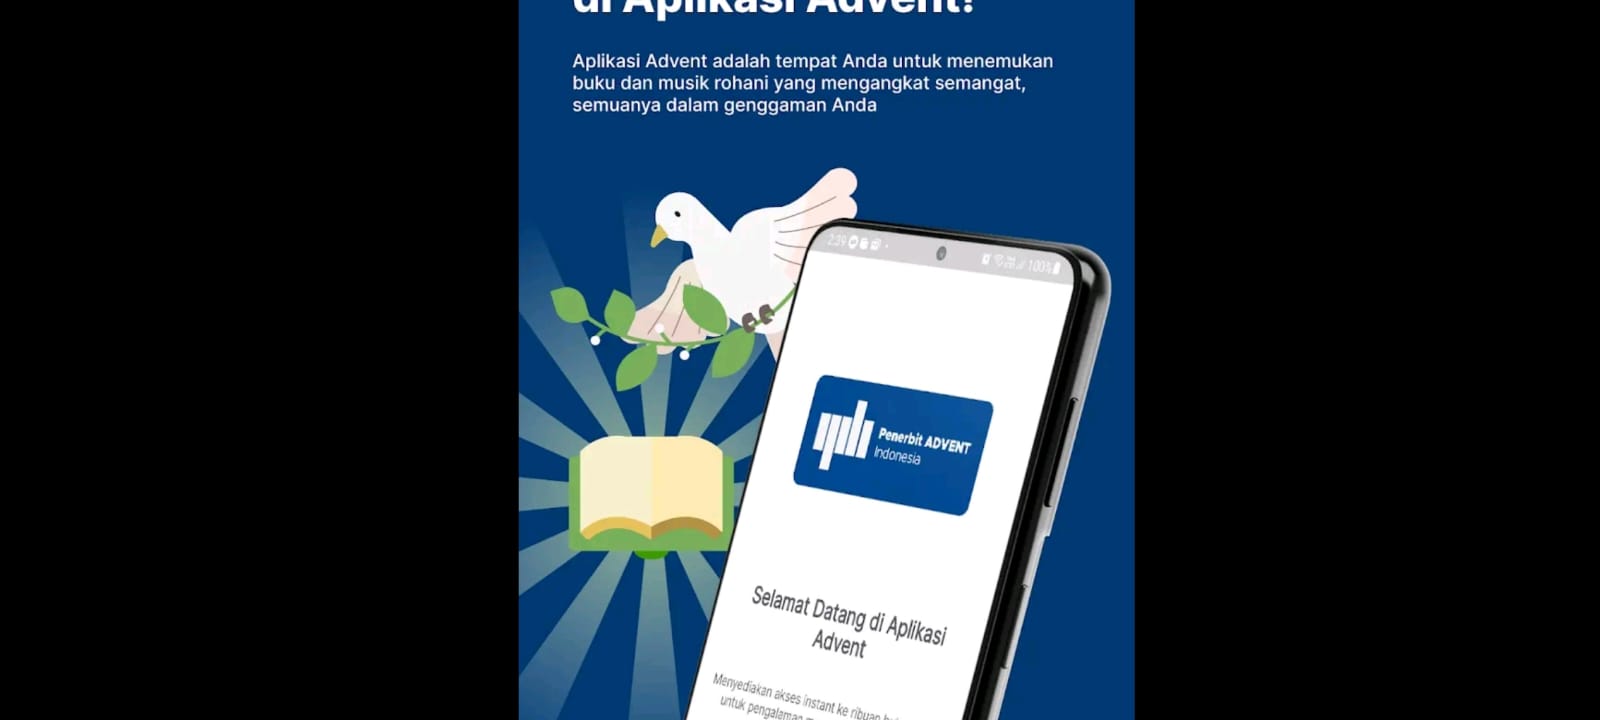 di Aplikasi Advent!
Aplikasi Advent adalah tempat Anda untuk menemukan
buku dan musik rohani yang mengangkat semangat,
semuanya dalam genggaman Anda
2:39
100%
Penerbit ADVENT
Indonesia
Selamat Datang di Aplikasi
Advent
Menyediakan akses instant ke ribuan
untuk pengalaman